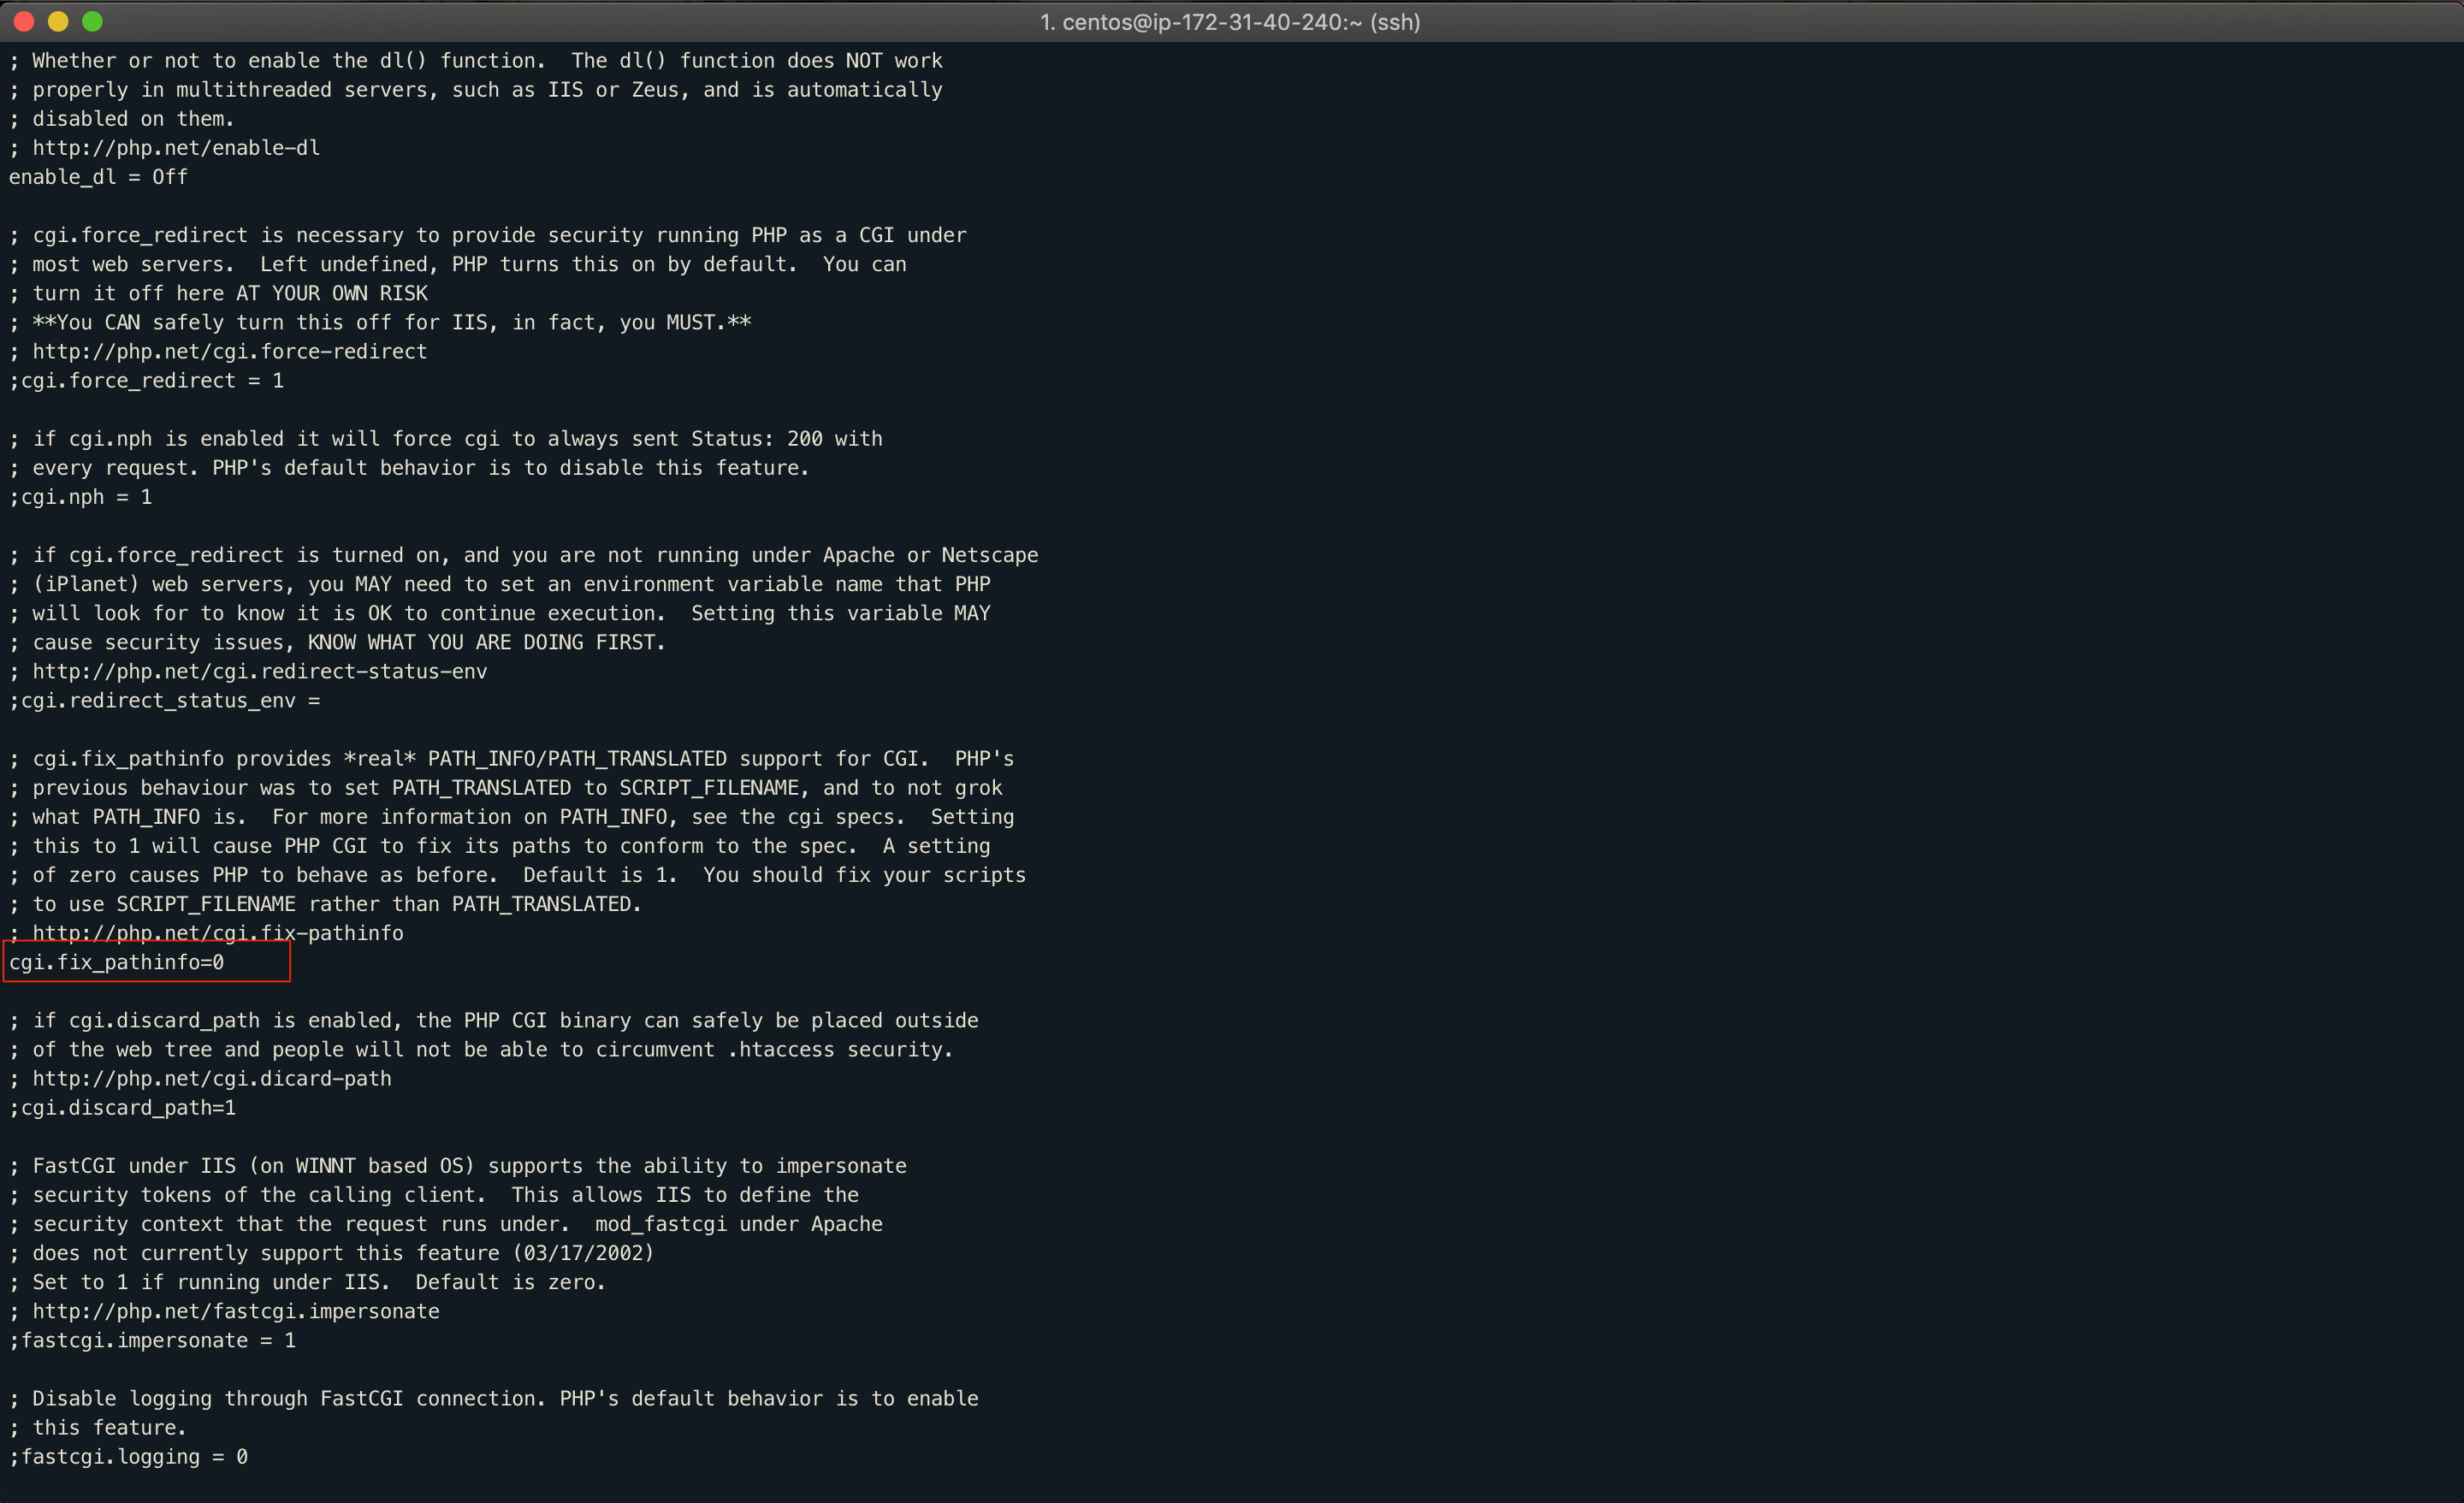 1. centos@ip-172-31-40-240:~ (ssh)
; Whether or not to enable the dl() function.  The dl() function does NOT work
; properly in multithreaded servers, such as IIS or Zeus, and is automatically
; disabled on them.
; http://php.net/enable-dl
enable_dl = Off

; cgi.force_redirect is necessary to provide security running PHP as a CGI under
; most web servers.  Left undefined, PHP turns this on by default.  You can
; turn it off here AT YOUR OWN RISK
; **You CAN safely turn this off for IIS, in fact, you MUST.**
; http://php.net/cgi.force-redirect
;cgi.force_redirect = 1

; if cgi.nph is enabled it will force cgi to always sent Status: 200 with
; every request. PHP's default behavior is to disable this feature.
;cgi.nph = 1

; if cgi.force_redirect is turned on, and you are not running under Apache or Netscape
; (iPlanet) web servers, you MAY need to set an environment variable name that PHP
; will look for to know it is OK to continue execution.  Setting this variable MAY
; cause security issues, KNOW WHAT YOU ARE DOING FIRST.
; http://php.net/cgi.redirect-status-env
;cgi.redirect_status_env =

; cgi.fix_pathinfo provides *real* PATH_INFO/PATH_TRANSLATED support for CGI.  PHP's
; previous behaviour was to set PATH_TRANSLATED to SCRIPT_FILENAME, and to not grok
; what PATH_INFO is.  For more information on PATH_INFO, see the cgi specs.  Setting
; this to 1 will cause PHP CGI to fix its paths to conform to the spec.  A setting
; of zero causes PHP to behave as before.  Default is 1.  You should fix your scripts
; to use SCRIPT_FILENAME rather than PATH_TRANSLATED.
; http://php.net/cgi.fix-pathinfo
cgi.fix_pathinfo=0

; if cgi.discard_path is enabled, the PHP CGI binary can safely be placed outside
; of the web tree and people will not be able to circumvent .htaccess security.
; http://php.net/cgi.dicard-path
;cgi.discard_path=1

; FastCGI under IIS (on WINNT based OS) supports the ability to impersonate
; security tokens of the calling client.  This allows IIS to define the
; security context that the request runs under.  mod_fastcgi under Apache
; does not currently support this feature (03/17/2002)
; Set to 1 if running under IIS.  Default is zero.
; http://php.net/fastcgi.impersonate
;fastcgi.impersonate = 1

; Disable logging through FastCGI connection. PHP's default behavior is to enable
; this feature.
;fastcgi.logging = 0